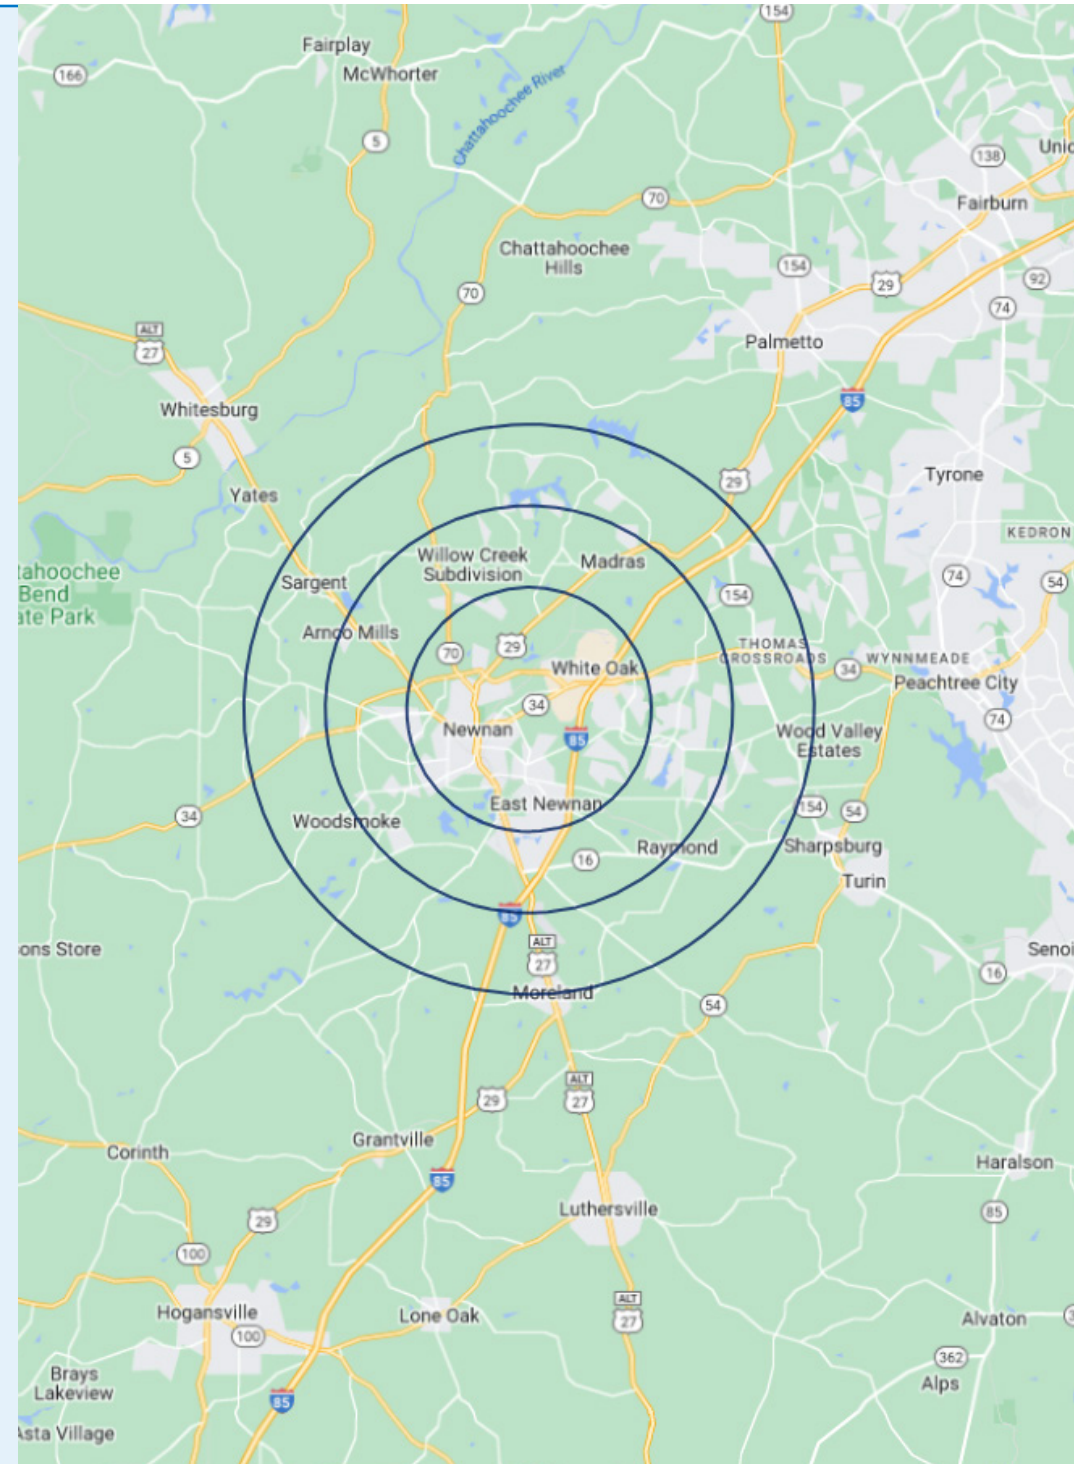 154
Fairplay
McWhorter
166
Chattahoochee River
5
138
Fairburn
70
Chattahoochee
Hills
154
29
92
70
74
ALT
27
Palmetto
85
Whitesburg
5
29
Tyrone
Yates
KEDRON
Willow Creek
Subdivision
Madras
74
54
Sargent
154
Arnco Mills
29
70
White Oak
THOMAS
CROSSROADS
34
WYNNMEADE
Peachtree City
34
74
Newnan
85
Wood Valley
Estates
East Newnan
154
54
34
Woodsmoke
Raymond
Sharpsburg
16
Turin
85
ALT
27
ons Store
16
Moreland
54
ALT
27
29
Grantville
Corinth
Haralson
85
Luthersville
85
29
100
ALT
27
Hogansville
Lone Oak
Alvaton
100
362
Brays
Lakeview
Alps
85
Asta Village
tahoochee
Bend
ate Park
Senoi
Unio